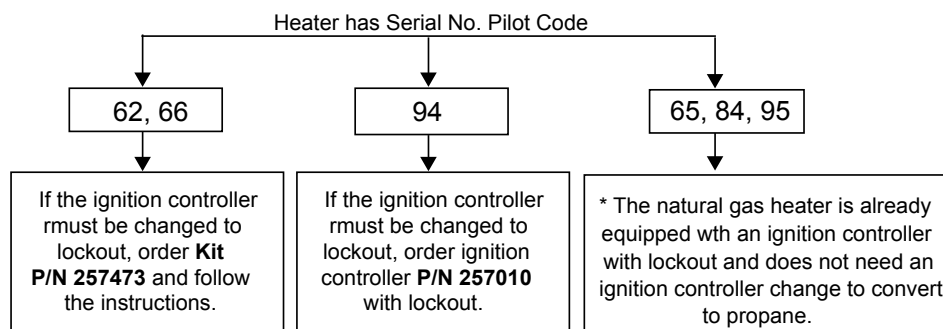 Heater has Serial No. Pilot Code
62, 66
94
65, 84, 95
If the ignition controller
rmust be changed to
lockout, order Kit
P/N 257473 and follow
the instructions.
If the ignition controller
rmust be changed to
lockout, order ignition
controller P/N 257010
with lockout.
* The natural gas heater is already
equipped wth an ignition controller
with lockout and does not need an
ignition controller change to convert
to propane.